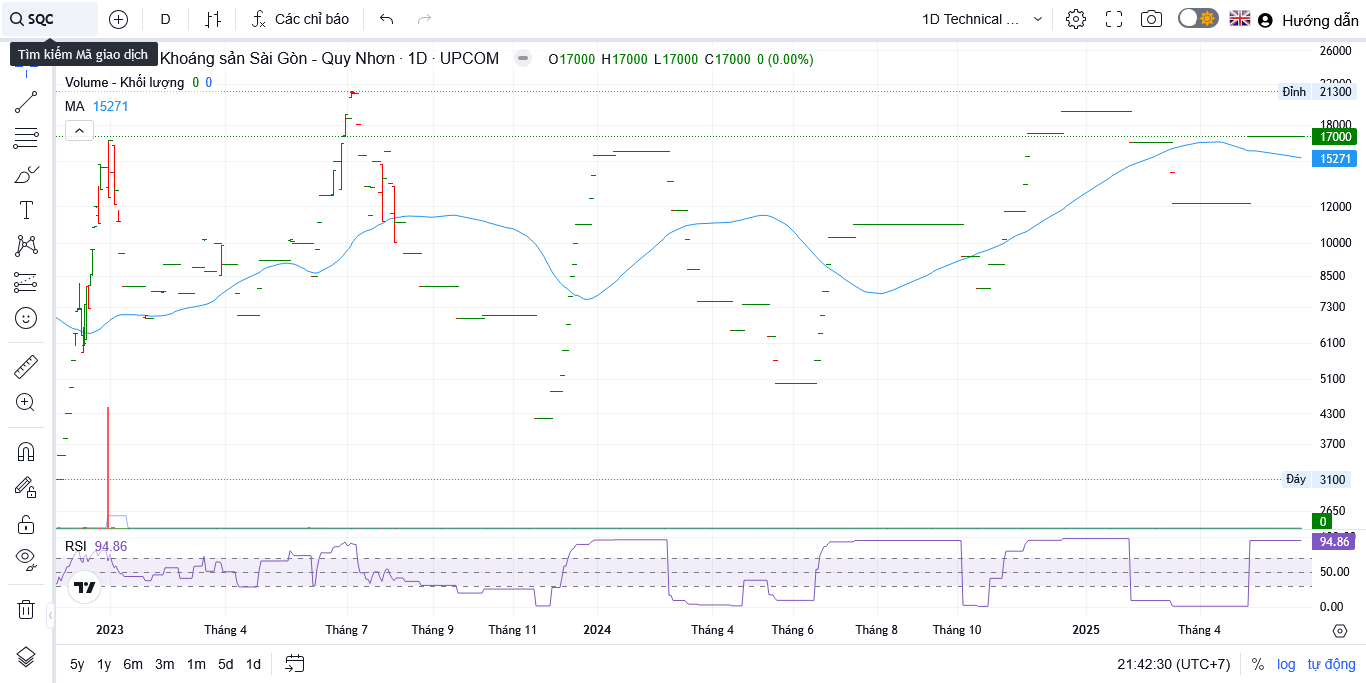 SQC
D
Các chỉ báo
1D Technical ...
Hướng dẫn
Tìm kiếm Mã giao dịch
Khoáng sản Sài Gòn - Quy Nhơn · 1D · UPCOM
O17000 H17000 L17000 C17000 0 (0.00%)
Volume - Khối lượng 0 0
MA 15271
26000
Đỉnh 21300
18000
17000
15271
12000
10000
8500
7300
6100
5100
4300
3700
Đáy 3100
2650
0
RSI 94.86
94.86
50.00
0.00
2023 Tháng 4 Tháng 7 Tháng 9 Tháng 11 2024 Tháng 4 Tháng 6 Tháng 8 Tháng 10 2025 Tháng 4
5y 1y 6m 3m 1m 5d 1d
21:42:30 (UTC+7) % log tự động